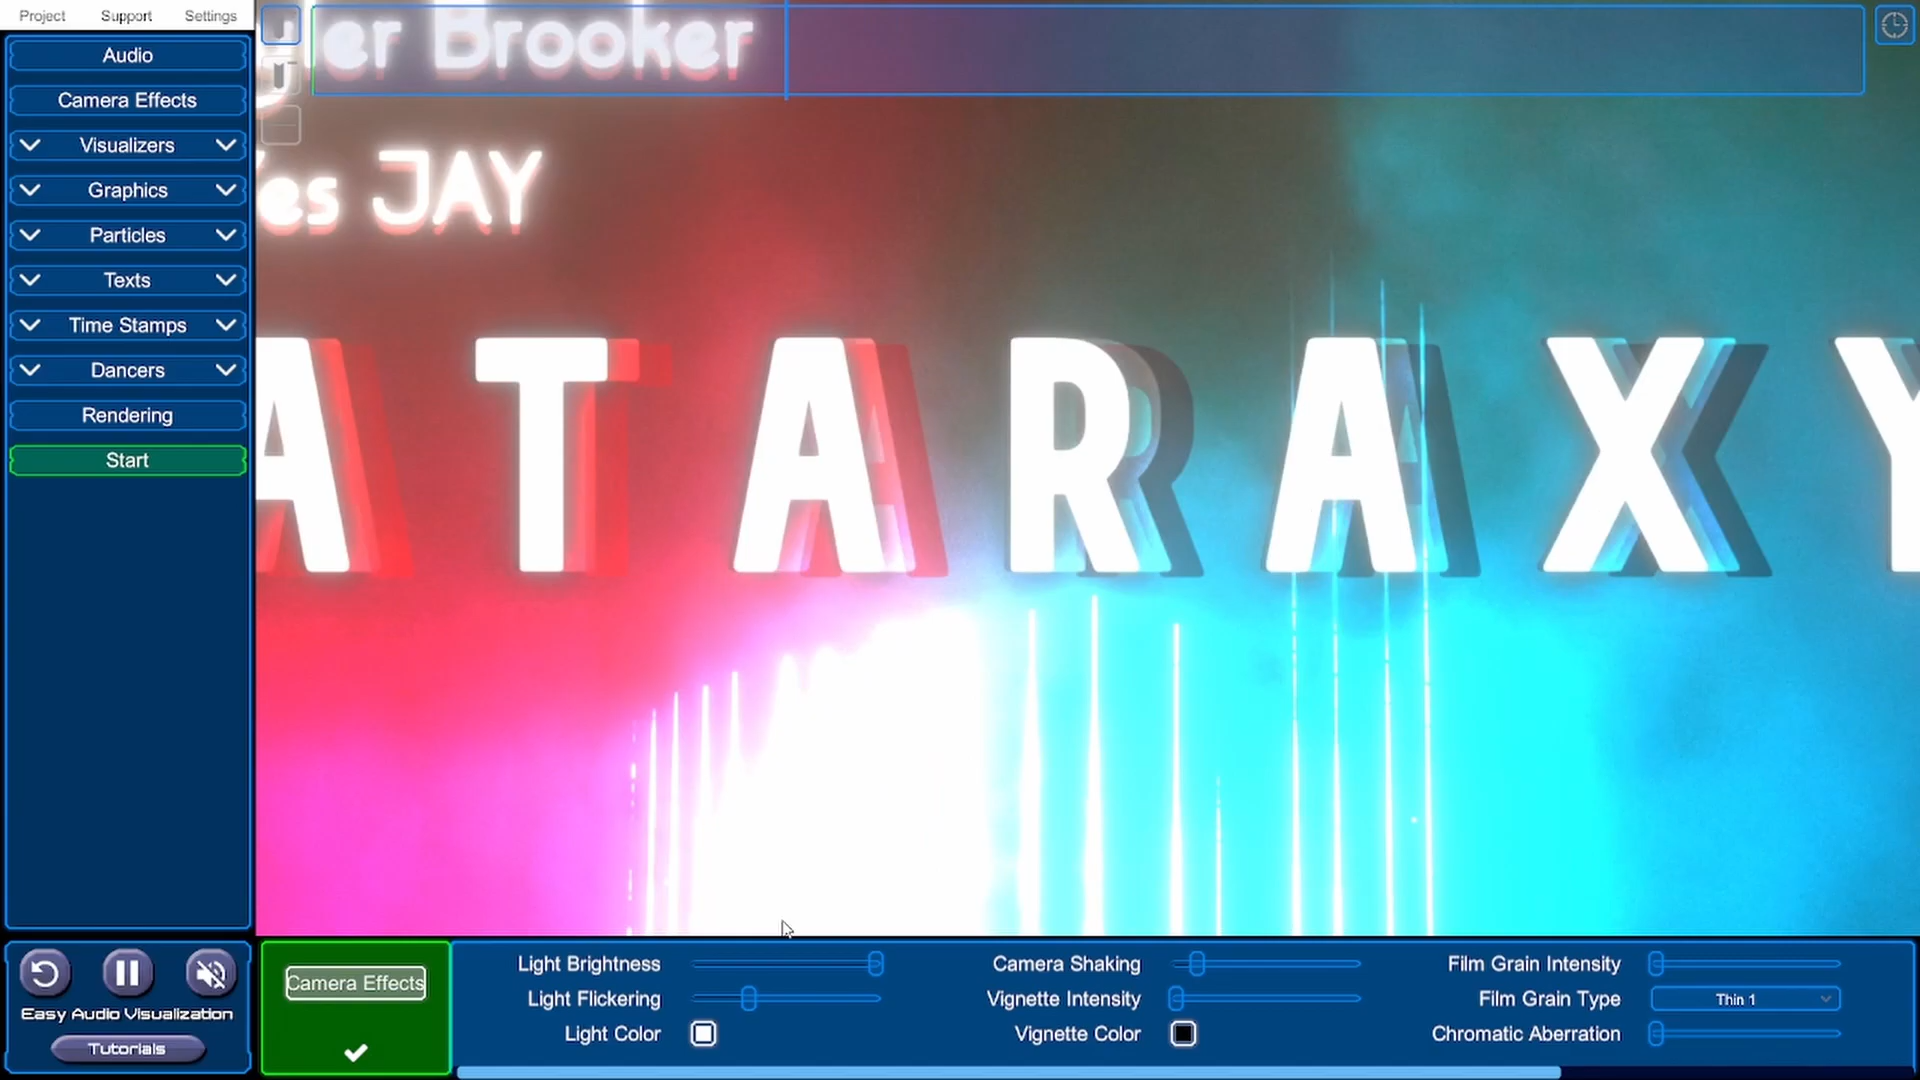 Project Support Settings
Audio
Camera Effects
Visualizers
Graphics
Particles
Texts
Time Stamps
Dancers
Rendering
Start
er Brooker
es JAY
ATARAXY
Easy Audio Visualization
Tutorials
Camera Effects
Light Brightness
Light Flickering
Light Color
Camera Shaking
Vignette Intensity
Vignette Color
Film Grain Intensity
Film Grain Type Thin 1
Chromatic Aberration